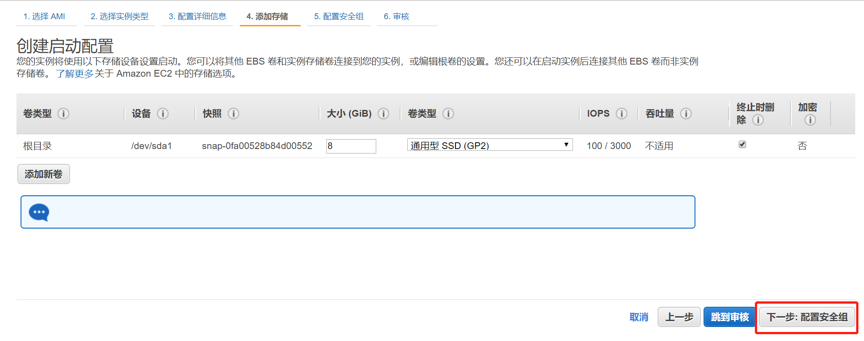 1. 选择 AMI 2. 选择实例类型 3. 配置详细信息 4. 添加存储 5. 配置安全组 6. 审核
创建启动配置
您的实例将使用以下存储设备设置启动。您可以将其他 EBS 卷和实例存储卷连接到您的实例，或编辑根卷的设置。您还可以在启动实例后连接其他 EBS 卷而非实例
存储卷。 了解更多关于 Amazon EC2 中的存储选项。
卷类型 设备 快照 大小 (GiB) 卷类型 IOPS 吞吐量 终止时删除 加密
根目录 /dev/sda1 snap-0fa00528b84d00552 8 通用型 SSD (GP2) 100 / 3000 不适用 否
添加新卷
取消 上一步 跳到审核 下一步: 配置安全组